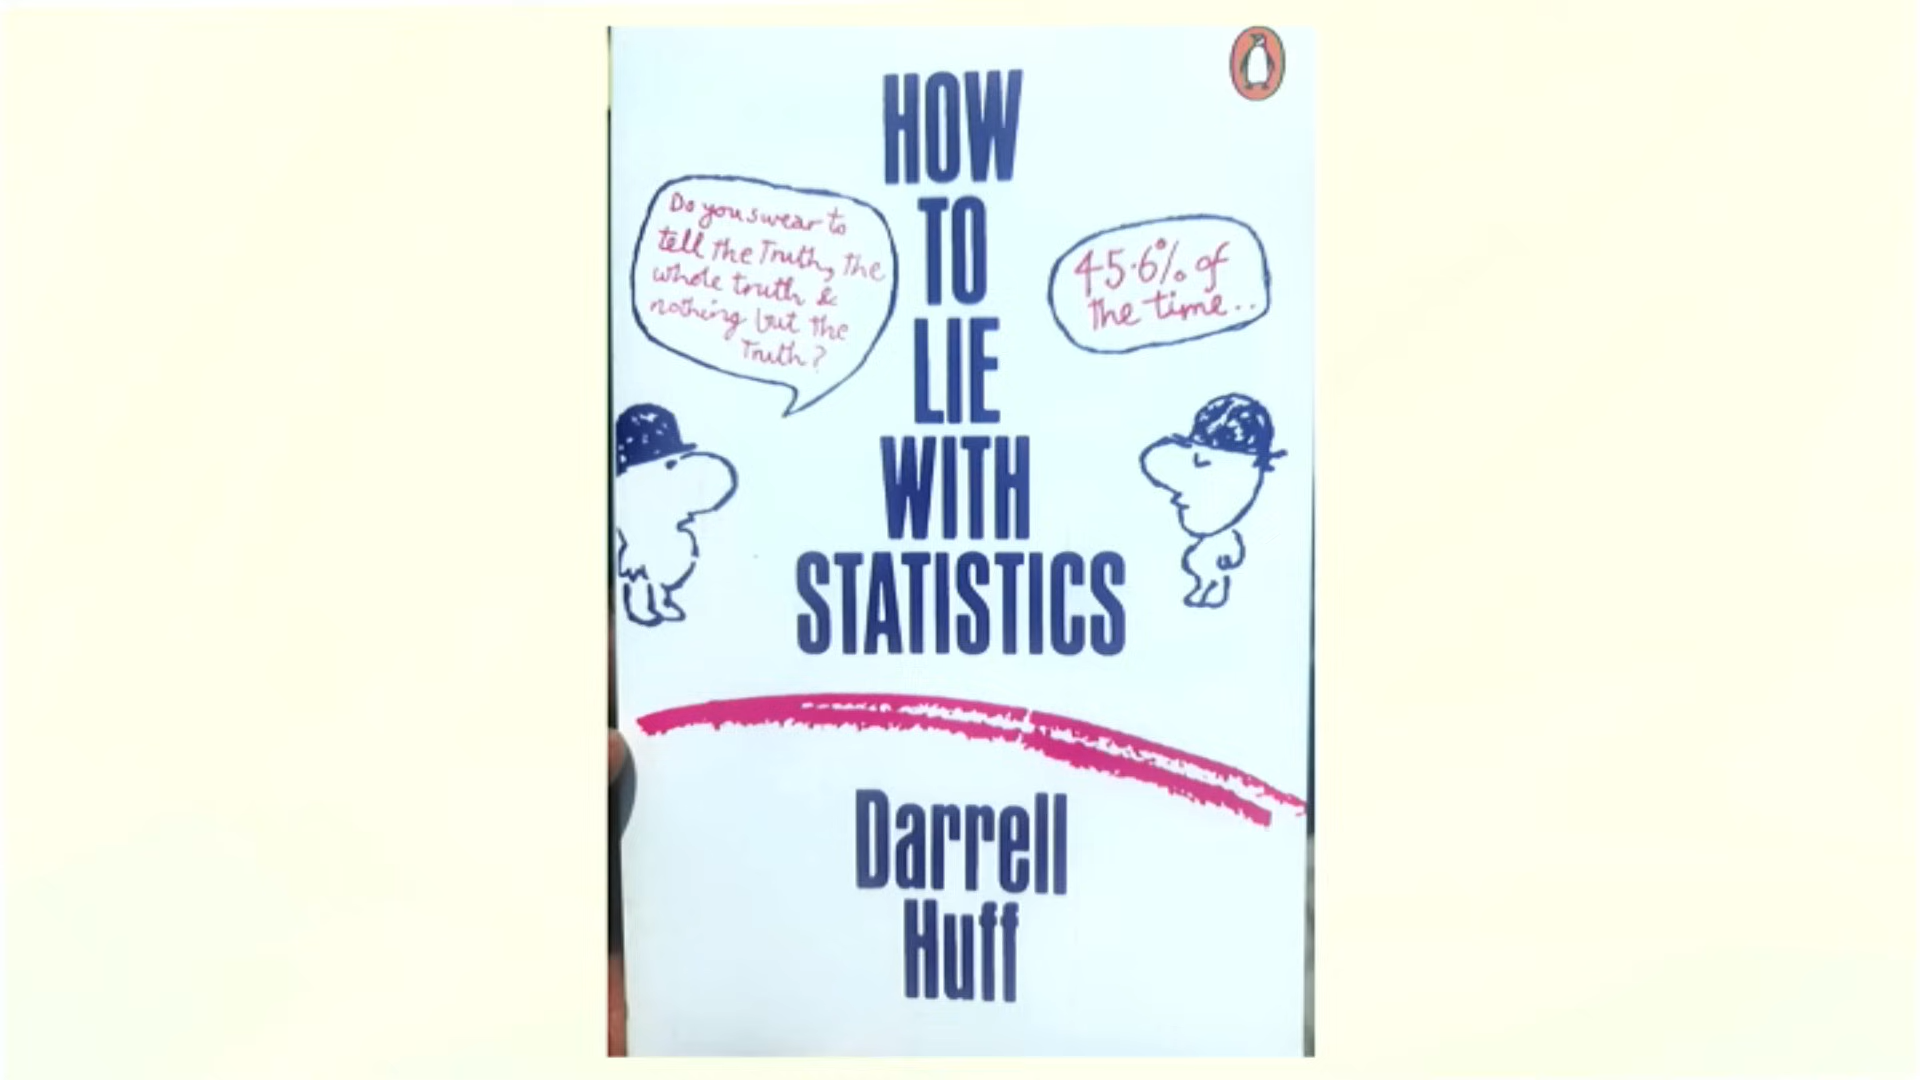 HOW
TO
LIE
WITH
STATISTICS
Do you swear to
tell the Truth, the
whole truth &
nothing but the
Truth?
45.6% of
the time..
Darrell
Huff